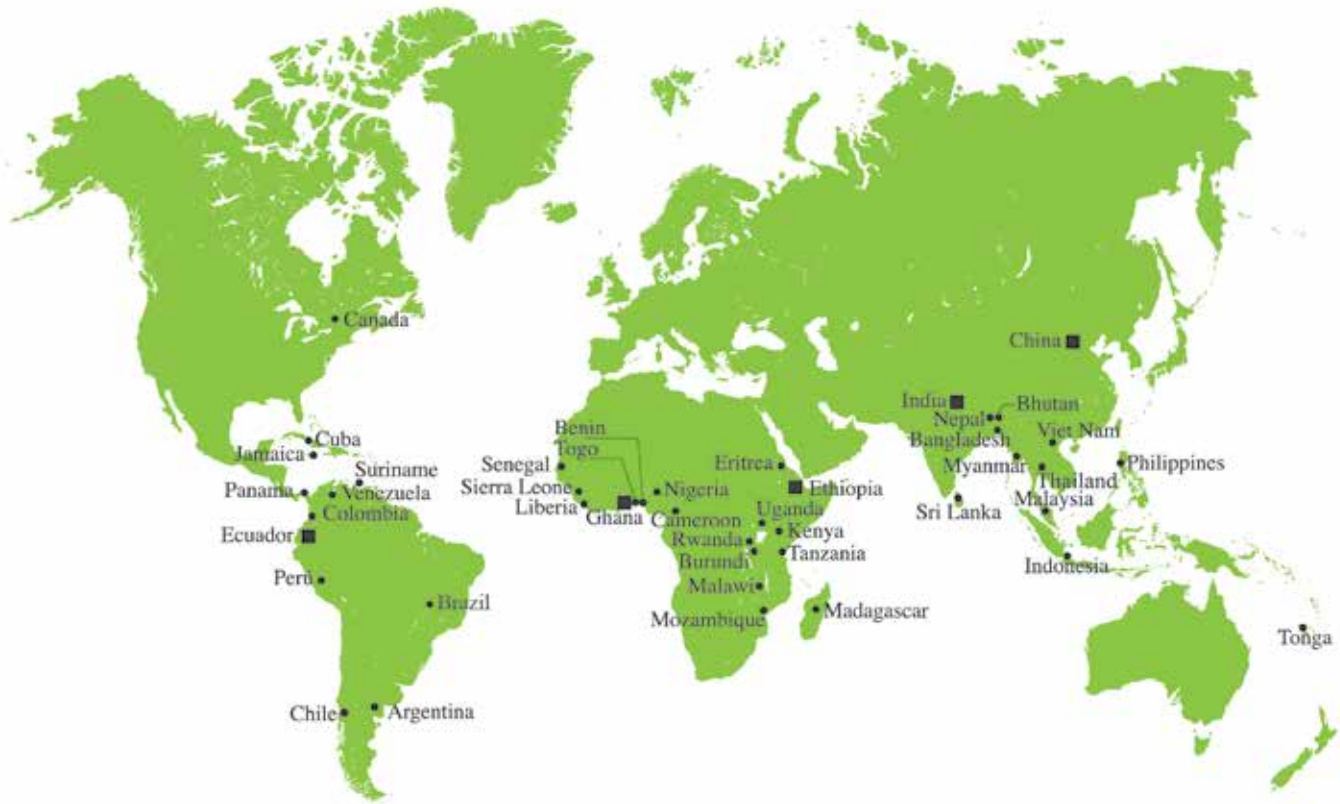 Canada
China
India
Nepal
Bhutan
Bangladesh
Viet Nam
Cuba
Jamaica
Benin
Togo
Suriname
Senegal
Eritrea
Myanmar
Philippines
Thailand
Panama
Venezuela
Sierra Leone
Nigeria
Ethiopia
Malaysia
Liberia
Ghana
Colombia
Cameroon
Uganda
Sri Lanka
Ecuador
Kenya
Rwanda
Burundi
Tanzania
Indonesia
Perú
Malawi
Brazil
Mozambique
Madagascar
Tonga
Chile
Argentina